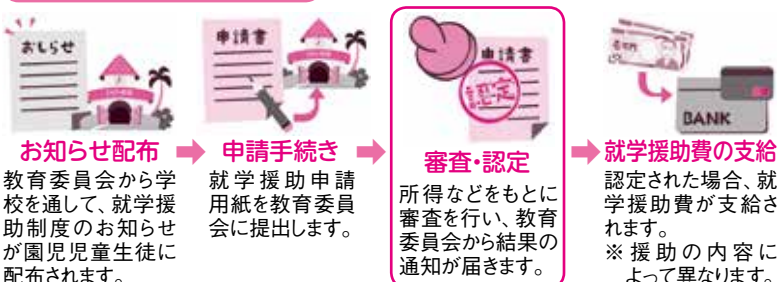 おしらせ
お知らせ配布
教育委員会から学
校を通して、就学援
助制度のお知らせ
が園児児童生徒に
配布されます。
申請書
申請手続き
就学援助申請
用紙を教育委員
会に提出します。
申請書
認定
審査・認定
所得などをもとに
審査を行い、教育
委員会から結果の
通知が届きます。
BANK
就学援助費の支給
認定された場合、就
学援助費が支給さ
れます。
※援助の内容に
よって異なります。